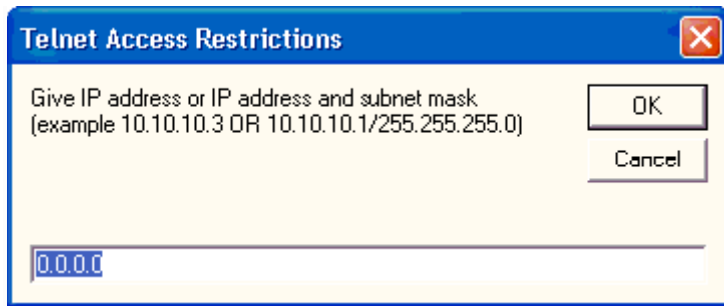 Telnet Access Restrictions
Give IP address or IP address and subnet mask
(example 10.10.10.3 OR 10.10.10.1/255.255.255.0)
OK
Cancel
0.0.0.0